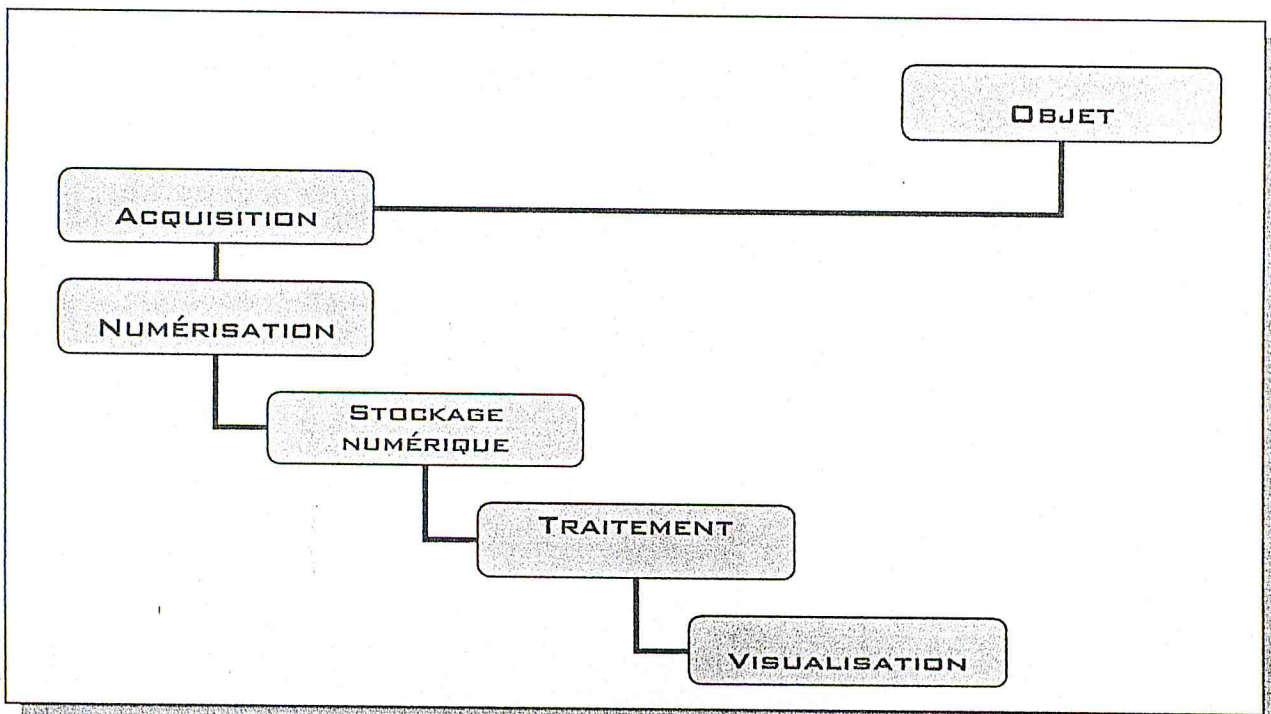 OBJET
ACQUISITION
NUMÉRISATION
STOCKAGE
NUMÉRIQUE
TRAITEMENT
VISUALISATION